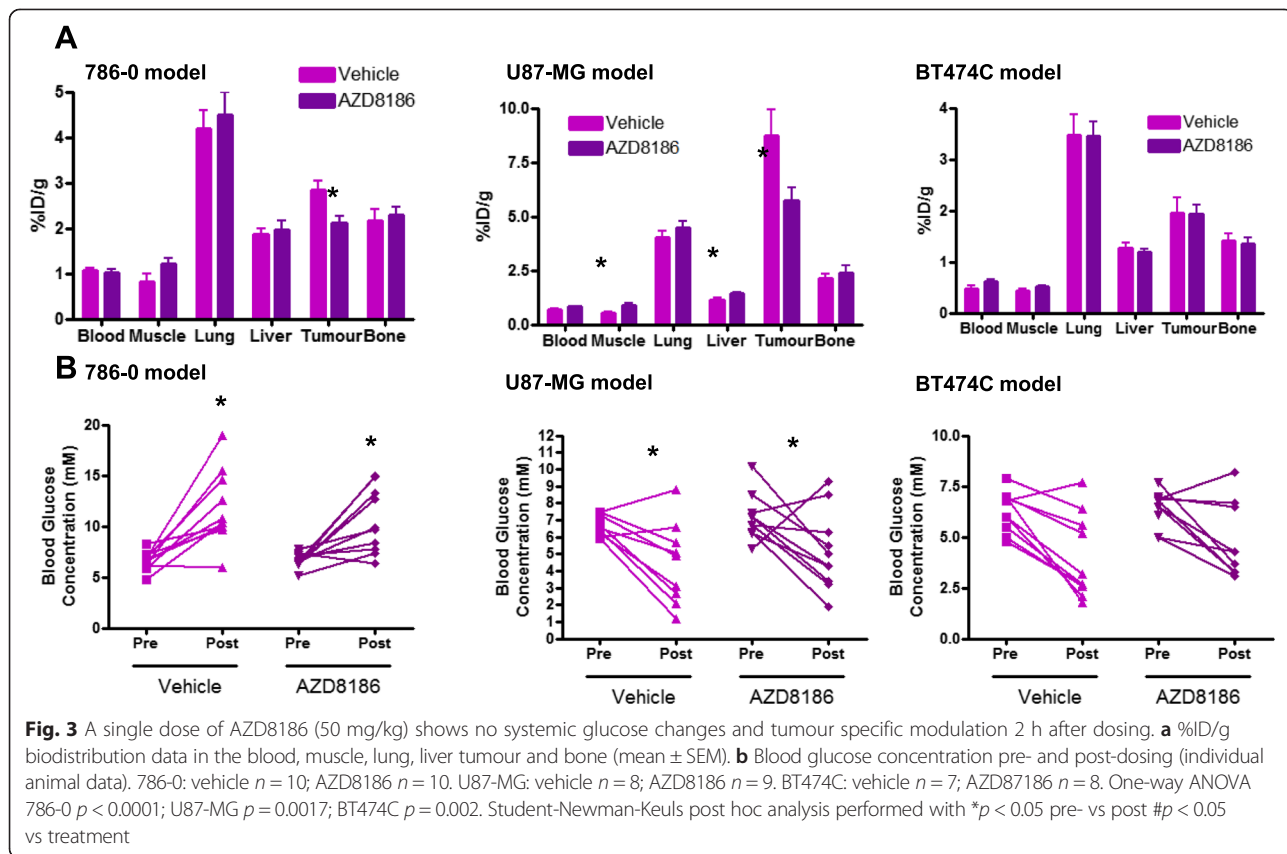 A
786-0 model
Vehicle
AZD8186
5
4
3
2
1
0
%ID/g
*
Blood Muscle Lung Liver Tumour Bone
U87-MG model
Vehicle
AZD8186
10.0
7.5
5.0
2.5
0.0
%ID/g
*
*
*
Blood Muscle Lung Liver Tumour Bone
BT474C model
Vehicle
AZD8186
4
3
2
1
0
%ID/g
Blood Muscle Lung Liver Tumour Bone
B
786-0 model
*
*
20
15
10
5
0
Blood Glucose
Concentration (mM)
Pre Post Pre Post
Vehicle AZD8186
U87-MG model
*
*
12
11
10
9
8
7
6
5
4
3
2
1
0
Blood Glucose
Concentration (mM)
Pre Post Pre Post
Vehicle AZD8186
BT474C model
10.0
7.5
5.0
2.5
0.0
Blood Glucose
Concentration (mM)
Pre Post Pre Post
Vehicle AZD8186
Fig. 3 A single dose of AZD8186 (50 mg/kg) shows no systemic glucose changes and tumour specific modulation 2 h after dosing. a %ID/g
biodistribution data in the blood, muscle, lung, liver tumour and bone (mean ± SEM). b Blood glucose concentration pre- and post-dosing (individual
animal data). 786-0: vehicle n = 10; AZD8186 n = 10. U87-MG: vehicle n = 8; AZD8186 n = 9. BT474C: vehicle n = 7; AZD87186 n = 8. One-way ANOVA
786-0 p < 0.0001; U87-MG p = 0.0017; BT474C p = 0.002. Student-Newman-Keuls post hoc analysis performed with *p < 0.05 pre- vs post #p < 0.05
vs treatment